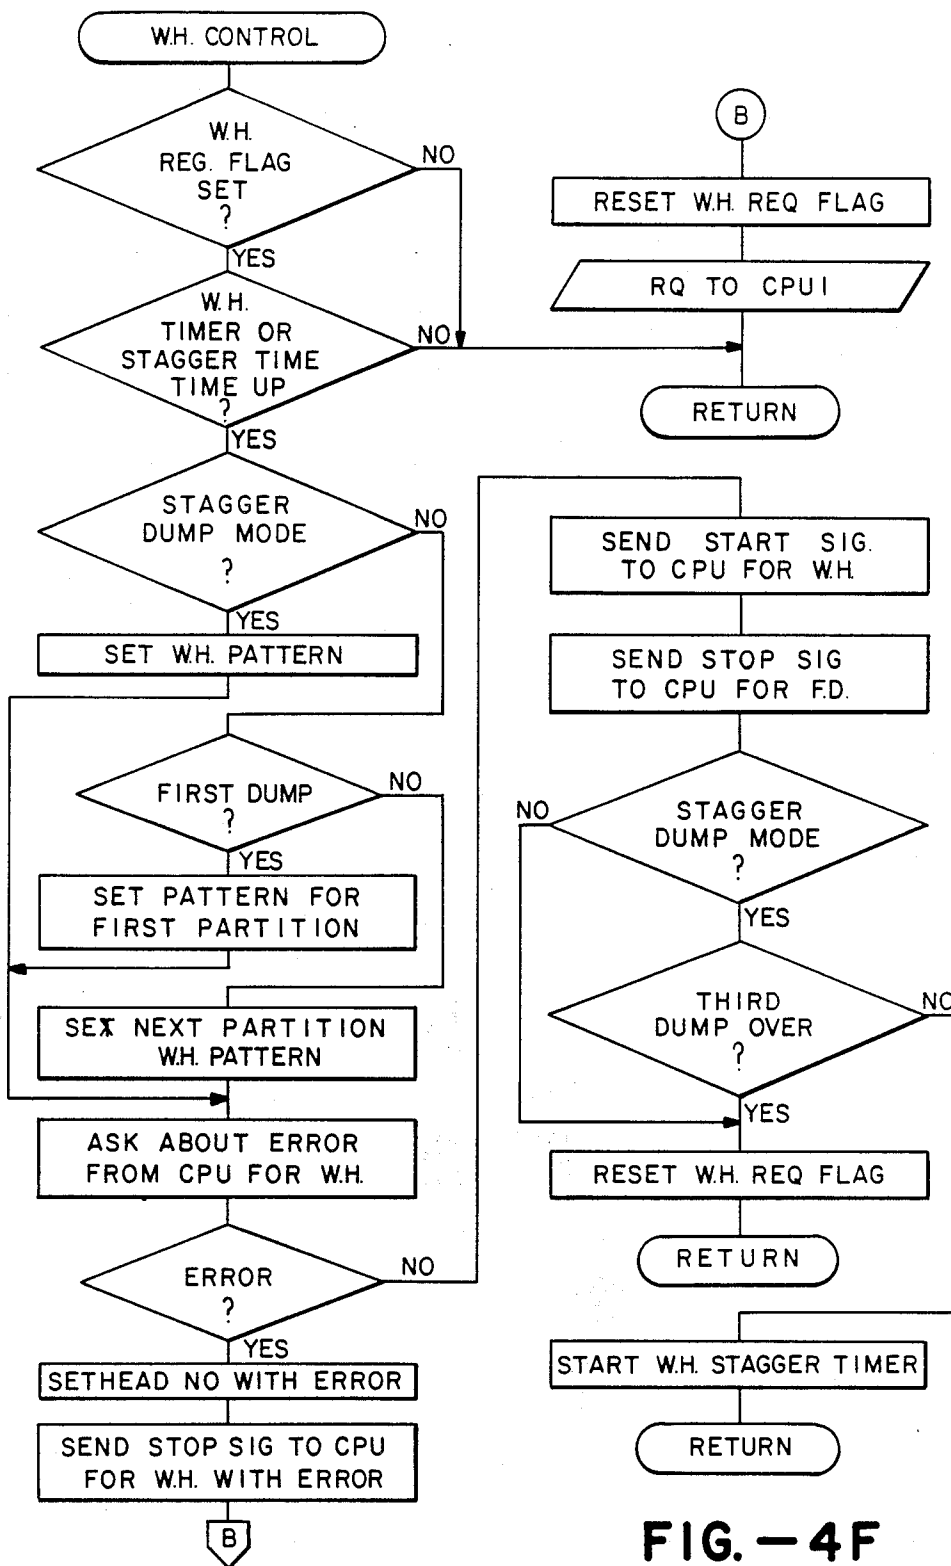 W.H. CONTROL
W.H.
REG. FLAG
SET
?
NO
YES
W.H.
TIMER OR
STAGGER TIME
TIME UP
?
NO
YES
STAGGER
DUMP MODE
?
NO
YES
SET W.H. PATTERN
FIRST DUMP
?
NO
YES
SET PATTERN FOR
FIRST PARTITION
SET NEXT PARTITION
W.H. PATTERN
ASK ABOUT ERROR
FROM CPU FOR W.H.
ERROR
?
NO
YES
SETHEAD NO WITH ERROR
SEND STOP SIG TO CPU
FOR W.H. WITH ERROR
B
B
RESET W.H. REQ FLAG
RQ TO CPU1
RETURN
SEND START SIG.
TO CPU FOR W.H.
SEND STOP SIG
TO CPU FOR F.D.
STAGGER
DUMP MODE
?
NO
YES
THIRD
DUMP OVER
?
NO
YES
RESET W.H. REQ FLAG
RETURN
START W.H. STAGGER TIMER
RETURN
FIG. — 4F